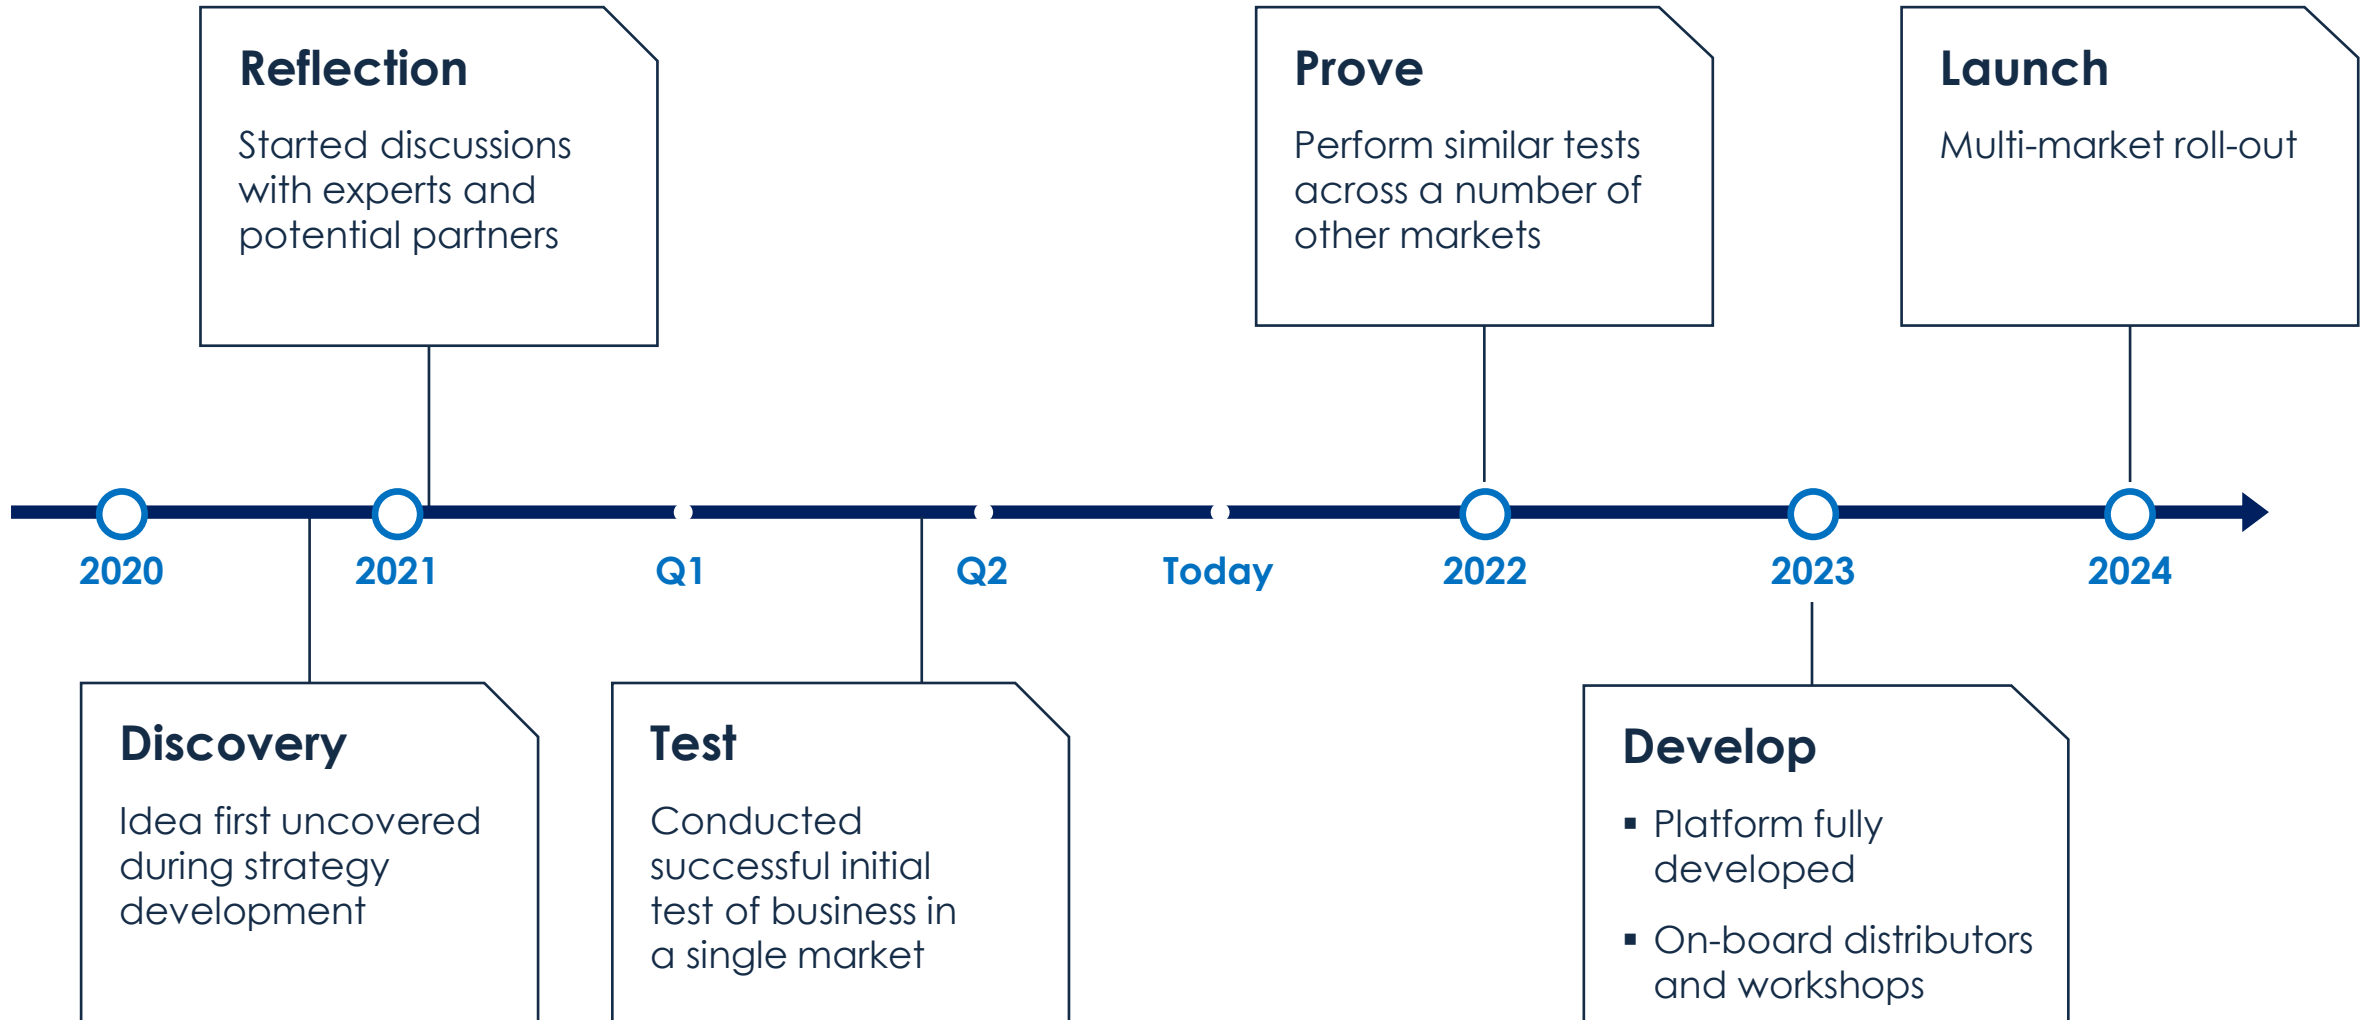 Reflection
Started discussions
with experts and
potential partners
Prove
Perform similar tests
across a number of
other markets
Launch
Multi-market roll-out
2020
2021
Q1
Q2
Today
2022
2023
2024
Discovery
Idea first uncovered
during strategy
development
Test
Conducted
successful initial
test of business in
a single market
Develop
▪ Platform fully
developed
▪ On-board distributors
and workshops